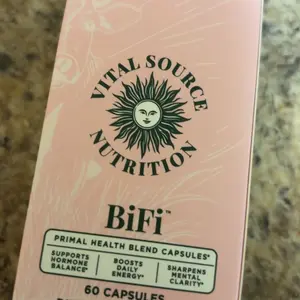 VITAL SOURCE
NUTRITION
BiFi™
PRIMAL HEALTH BLEND CAPSULES*
SUPPORTS
HORMONE
BALANCE*
BOOSTS
DAILY
ENERGY*
SHARPENS
MENTAL
CLARITY*
60 CAPSULES